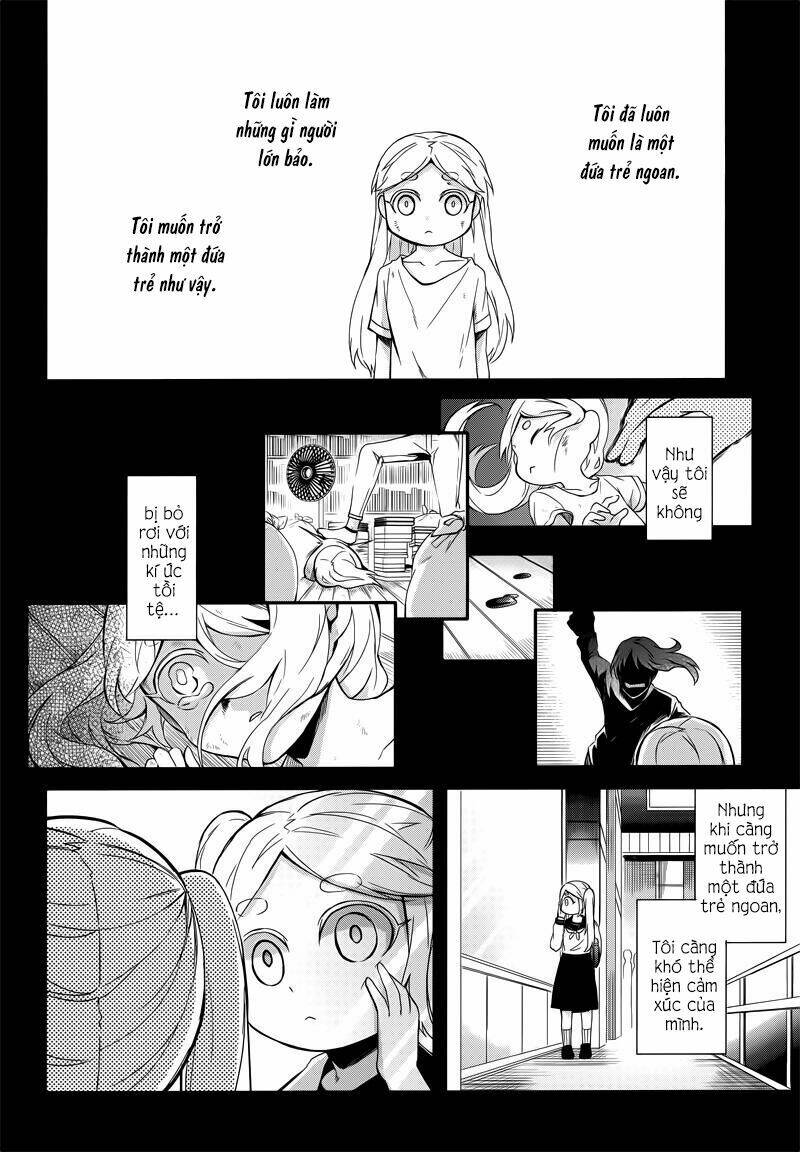 Tôi đã luôn
muốn là một
đứa trẻ ngoan.
Tôi luôn làm
những gì người
lớn bảo.
Tôi muốn trở
thành một đứa
trẻ như vậy.
Như
vậy tôi
sẽ
không
bị bỏ
rơi với
những
kí ức
tồi
tệ...
Nhưng
khi càng
muốn trở
thành
một đứa
trẻ ngoan,
Tôi càng
khó thể
hiện cảm
xúc của
mình.